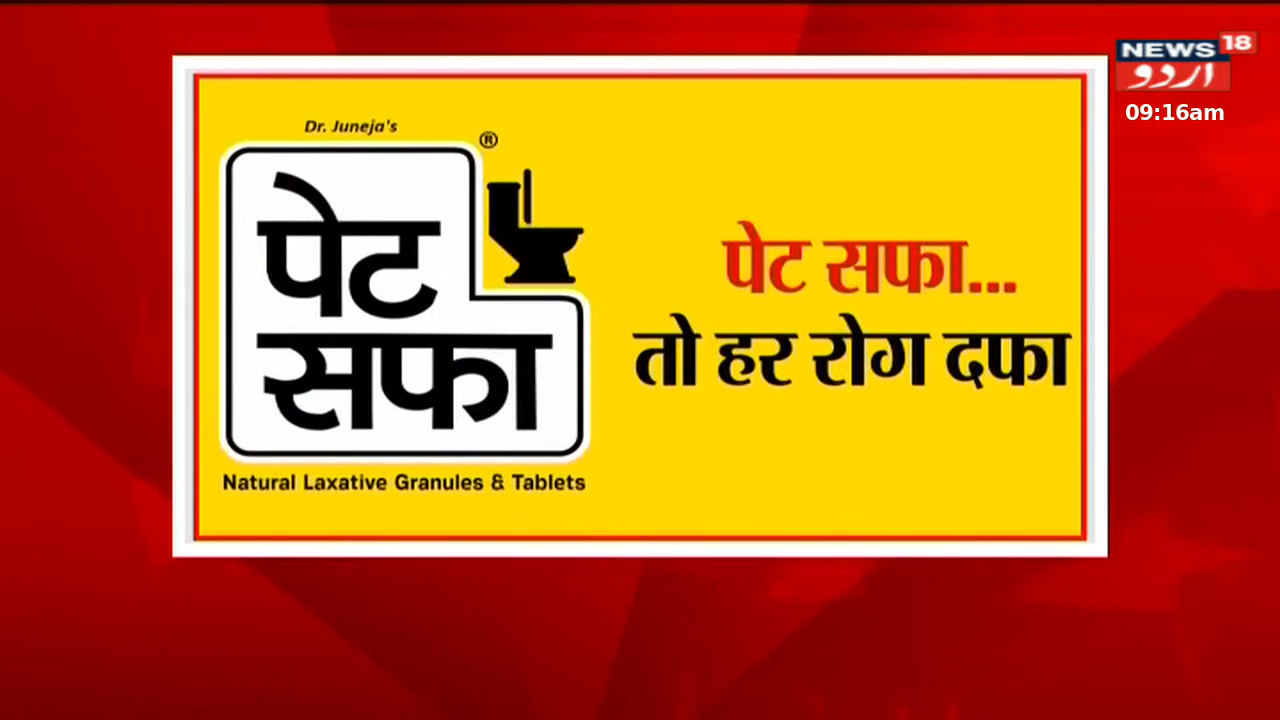 NEWS 18
اردو
09:16am
Dr. Juneja's
®
पेट
सफा
Natural Laxative Granules & Tablets
पेट सफा...
तो हर रोग दफा